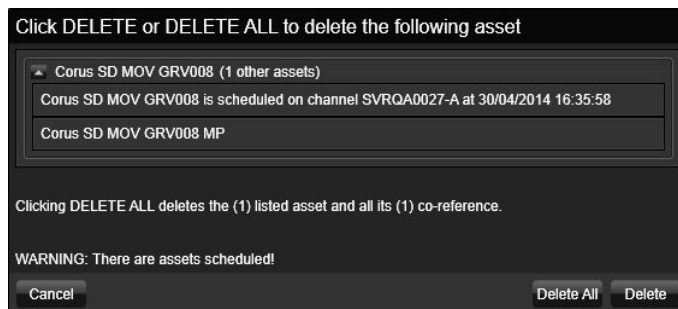 Click DELETE or DELETE ALL to delete the following asset
Corus SD MOV GRV008 (1 other assets)
Corus SD MOV GRV008 is scheduled on channel SVRQA0027-A at 30/04/2014 16:35:58
Corus SD MOV GRV008 MP
Clicking DELETE ALL deletes the (1) listed asset and all its (1) co-reference.
WARNING: There are assets scheduled!
Cancel Delete All Delete